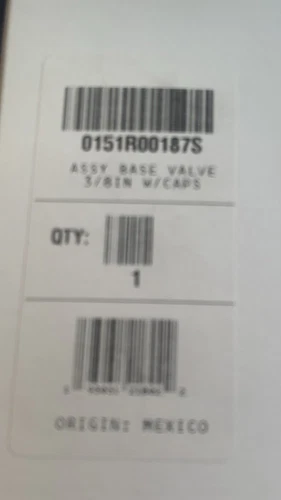 0151R00187S
ASSY BASE VALVE
3/8IN W/CAPS
QTY:
1
ORIGIN: MEXICO